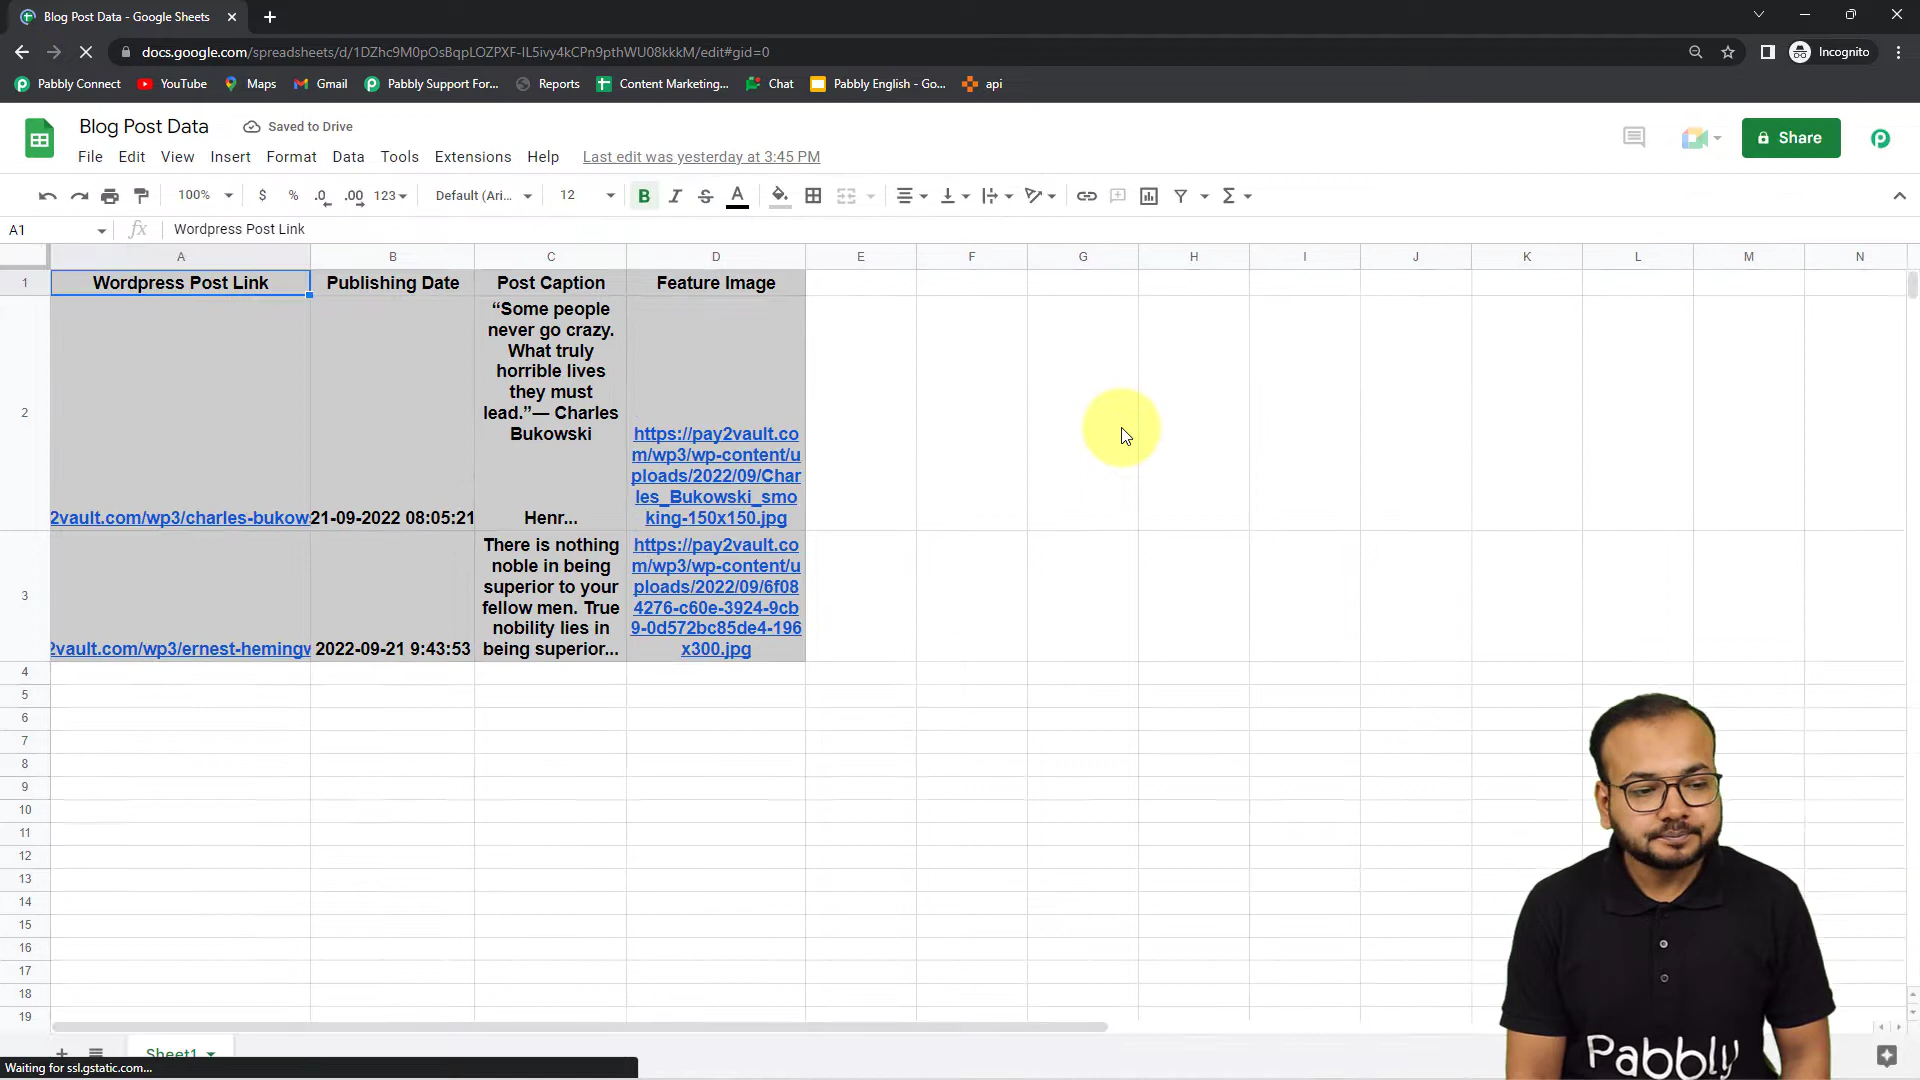 Blog Post Data - Google Sheets
docs.google.com/spreadsheets/d/1DZhc9M0pOsBqpLOZPXF-IL5ivy4kCPn9pthWU08kkkM/edit#gid=0
Incognito
Pabbly Connect
YouTube
Maps
Gmail
Pabbly Support For...
Reports
Content Marketing...
Chat
Pabbly English - Go...
api
Blog Post Data
Saved to Drive
File Edit View Insert Format Data Tools Extensions Help
Last edit was yesterday at 3:45 PM
Share
100% $ % .0 .00 123 Default (Ari... 12 B I S A
A1 fx Wordpress Post Link
A B C D E F G H I J K L M N
1 Wordpress Post Link Publishing Date Post Caption Feature Image
“Some people
never go crazy.
What truly
horrible lives
they must
lead.”— Charles
Bukowski
Henr...
2
https://pay2vault.co
m/wp3/wp-content/u
ploads/2022/09/Char
les_Bukowski_smo
king-150x150.jpg
2vault.com/wp3/charles-bukow
21-09-2022 08:05:21
There is nothing
noble in being
superior to your
fellow men. True
nobility lies in
being superior...
3
https://pay2vault.co
m/wp3/wp-content/u
ploads/2022/09/6f08
4276-c60e-3924-9cb
9-0d572bc85de4-196
x300.jpg
2vault.com/wp3/ernest-hemingw
2022-09-21 9:43:53
4
5
6
7
8
9
10
11
12
13
14
15
16
17
18
19
Sheet1
Waiting for ssl.gstatic.com...
Pabbly